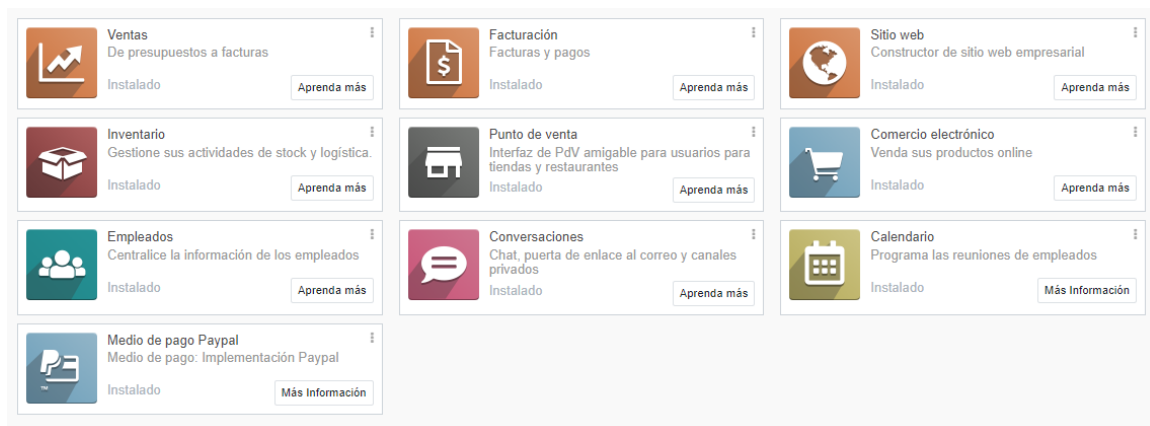 Ventas
De presupuestos a facturas
Instalado
Aprenda más
Facturación
Facturas y pagos
Instalado
Aprenda más
Sitio web
Constructor de sitio web empresarial
Instalado
Aprenda más
Inventario
Gestione sus actividades de stock y logística.
Instalado
Aprenda más
Punto de venta
Interfaz de PdV amigable para usuarios para
tiendas y restaurantes
Instalado
Aprenda más
Comercio electrónico
Venda sus productos online
Instalado
Aprenda más
Empleados
Centralice la información de los empleados
Instalado
Aprenda más
Conversaciones
Chat, puerta de enlace al correo y canales
privados
Instalado
Aprenda más
Calendario
Programa las reuniones de empleados
Instalado
Más Información
Medio de pago Paypal
Medio de pago: Implementación Paypal
Instalado
Más Información